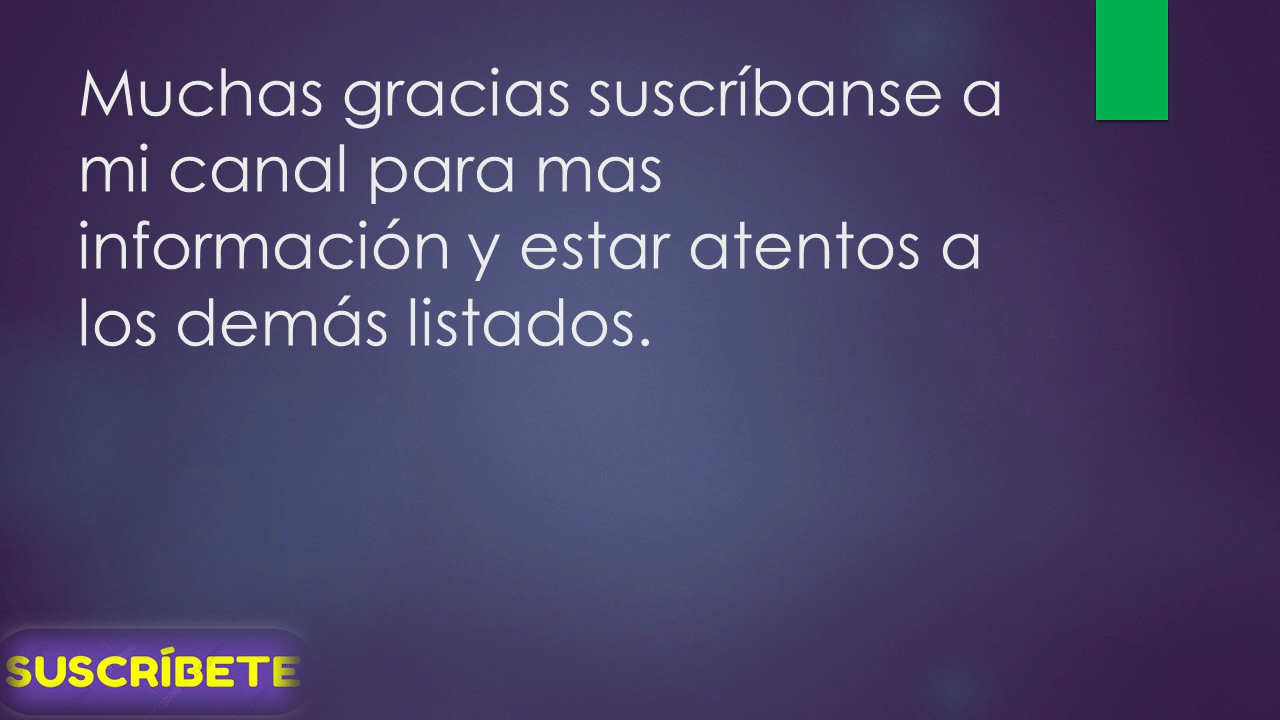 Muchas gracias suscríbanse a
mi canal para mas
información y estar atentos a
los demás listados.
SUSCRÍBETE